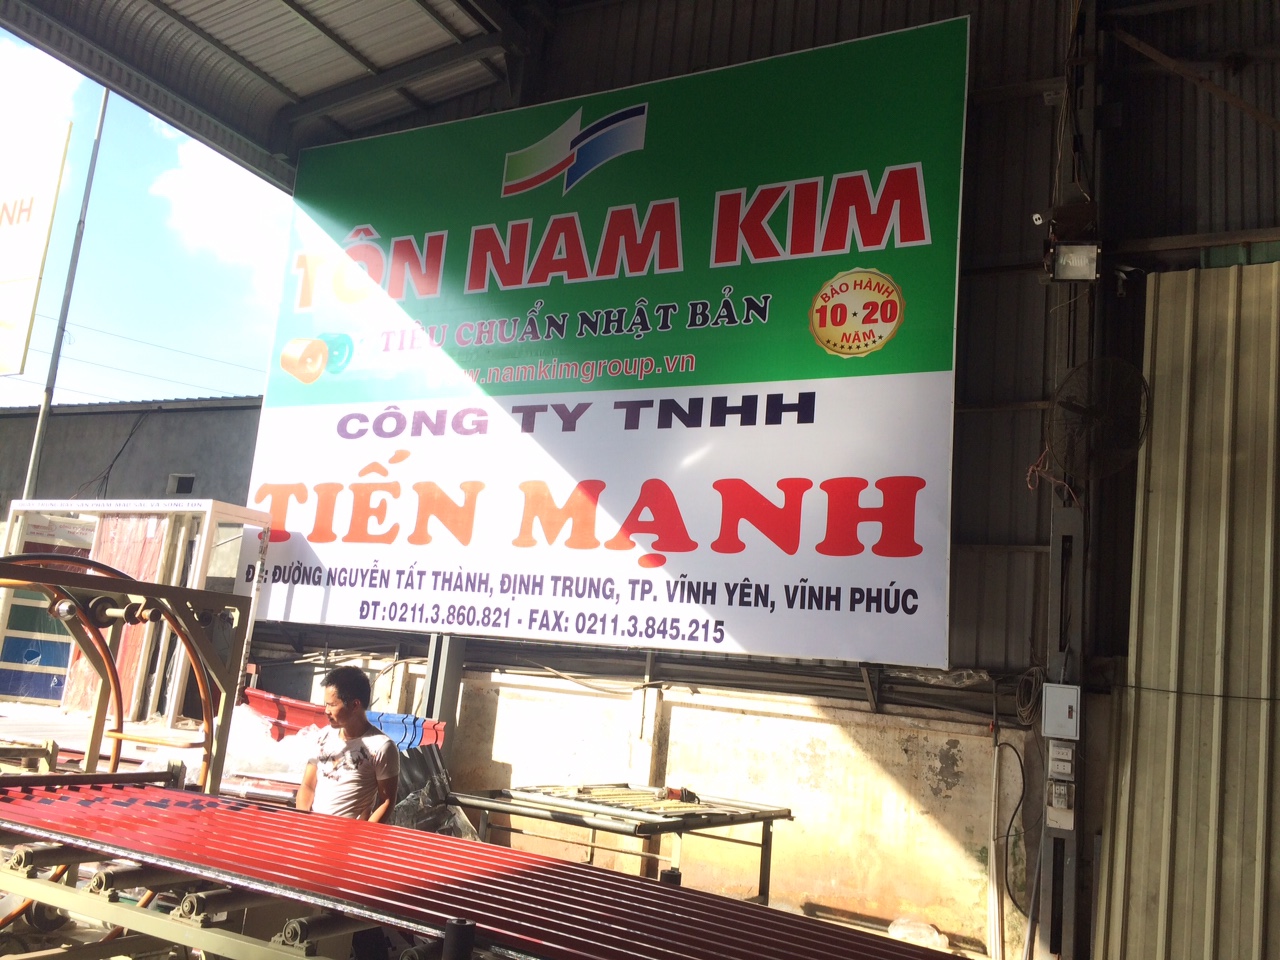 TÔN NAM KIM
TIÊU CHUẨN NHẬT BẢN
BẢO HÀNH
10 ★ 20
NĂM
www.namkimgroup.vn
CÔNG TY TNHH
TIẾN MẠNH
ĐC: ĐƯỜNG NGUYỄN TẤT THÀNH, ĐỊNH TRUNG, TP. VĨNH YÊN, VĨNH PHÚC
ĐT: 0211.3.860.821 - FAX: 0211.3.845.215
NH